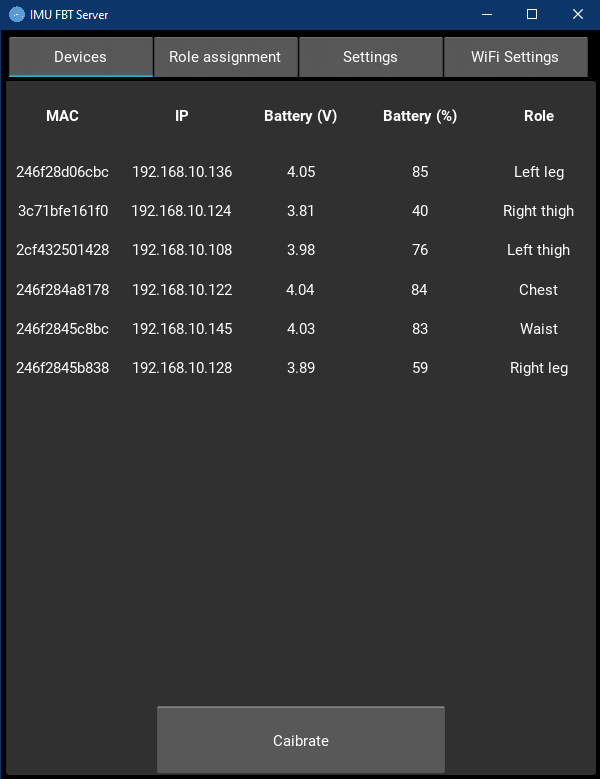 IMU FBT Server
Devices Role assignment Settings WiFi Settings
MAC IP Battery (V) Battery (%) Role
246f28d06cbc 192.168.10.136 4.05 85 Left leg
3c71bfe161f0 192.168.10.124 3.81 40 Right thigh
2cf432501428 192.168.10.108 3.98 76 Left thigh
246f284a8178 192.168.10.122 4.04 84 Chest
246f2845c8bc 192.168.10.145 4.03 83 Waist
246f2845b838 192.168.10.128 3.89 59 Right leg
Caibrate